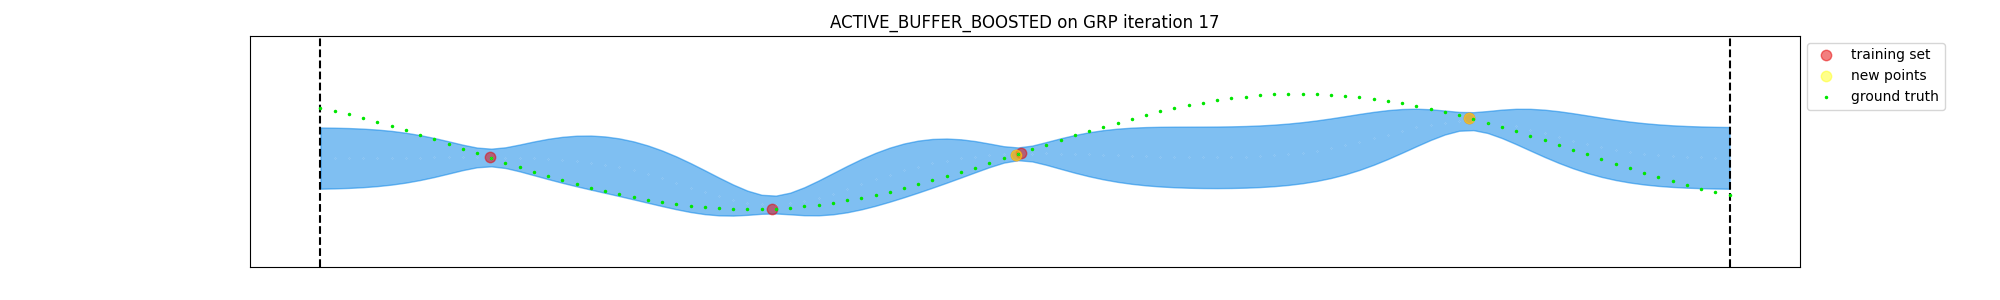 ACTIVE_BUFFER_BOOSTED on GRP iteration 17
training set
new points
ground truth